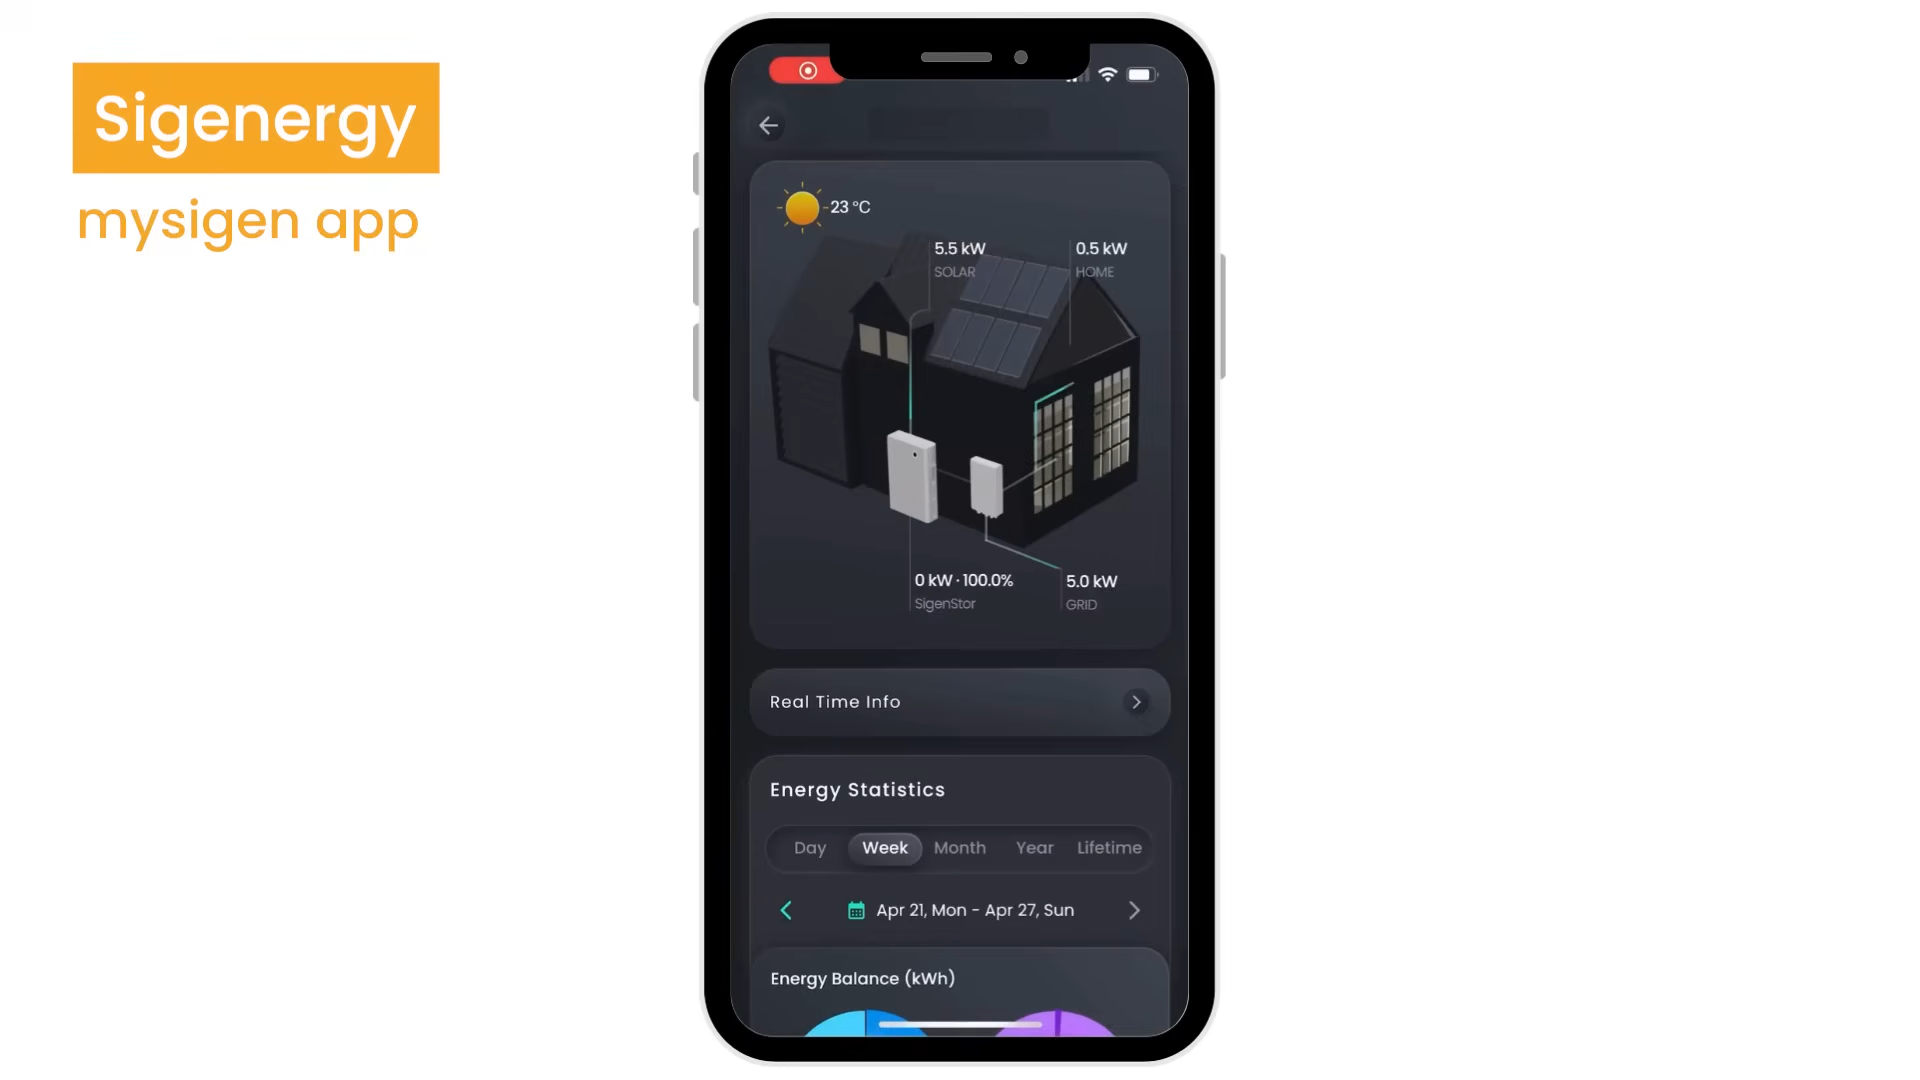 Sigenergy
mysigen app
23 °C
5.5 kW
SOLAR
0.5 kW
HOME
0 kW · 100.0%
SigenStor
5.0 kW
GRID
Real Time Info
Energy Statistics
Day Week Month Year Lifetime
Apr 21, Mon - Apr 27, Sun
Energy Balance (kWh)